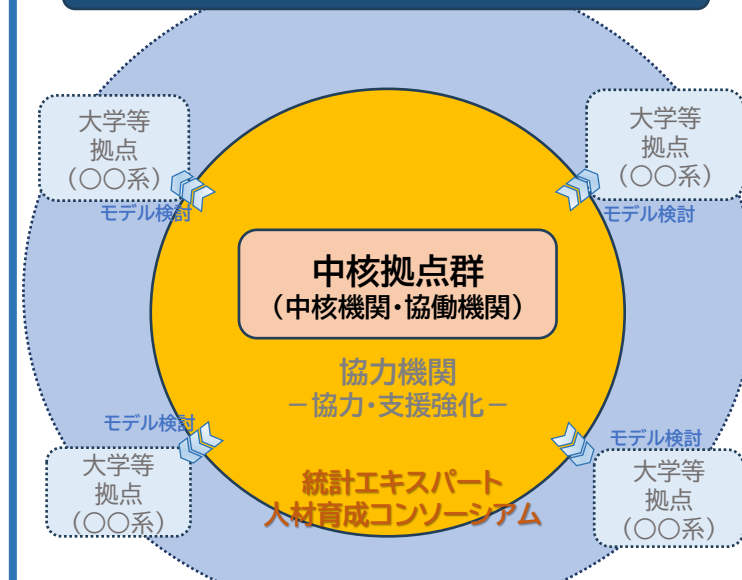 大学等
拠点
（〇〇系）
モデル検討
大学等
拠点
（〇〇系）
モデル検討
中核拠点群
（中核機関・協働機関）
協力機関
－協力・支援強化－
モデル検討
大学等
拠点
（〇〇系）
モデル検討
大学等
拠点
（〇〇系）
統計エキスパート
人材育成コンソーシアム